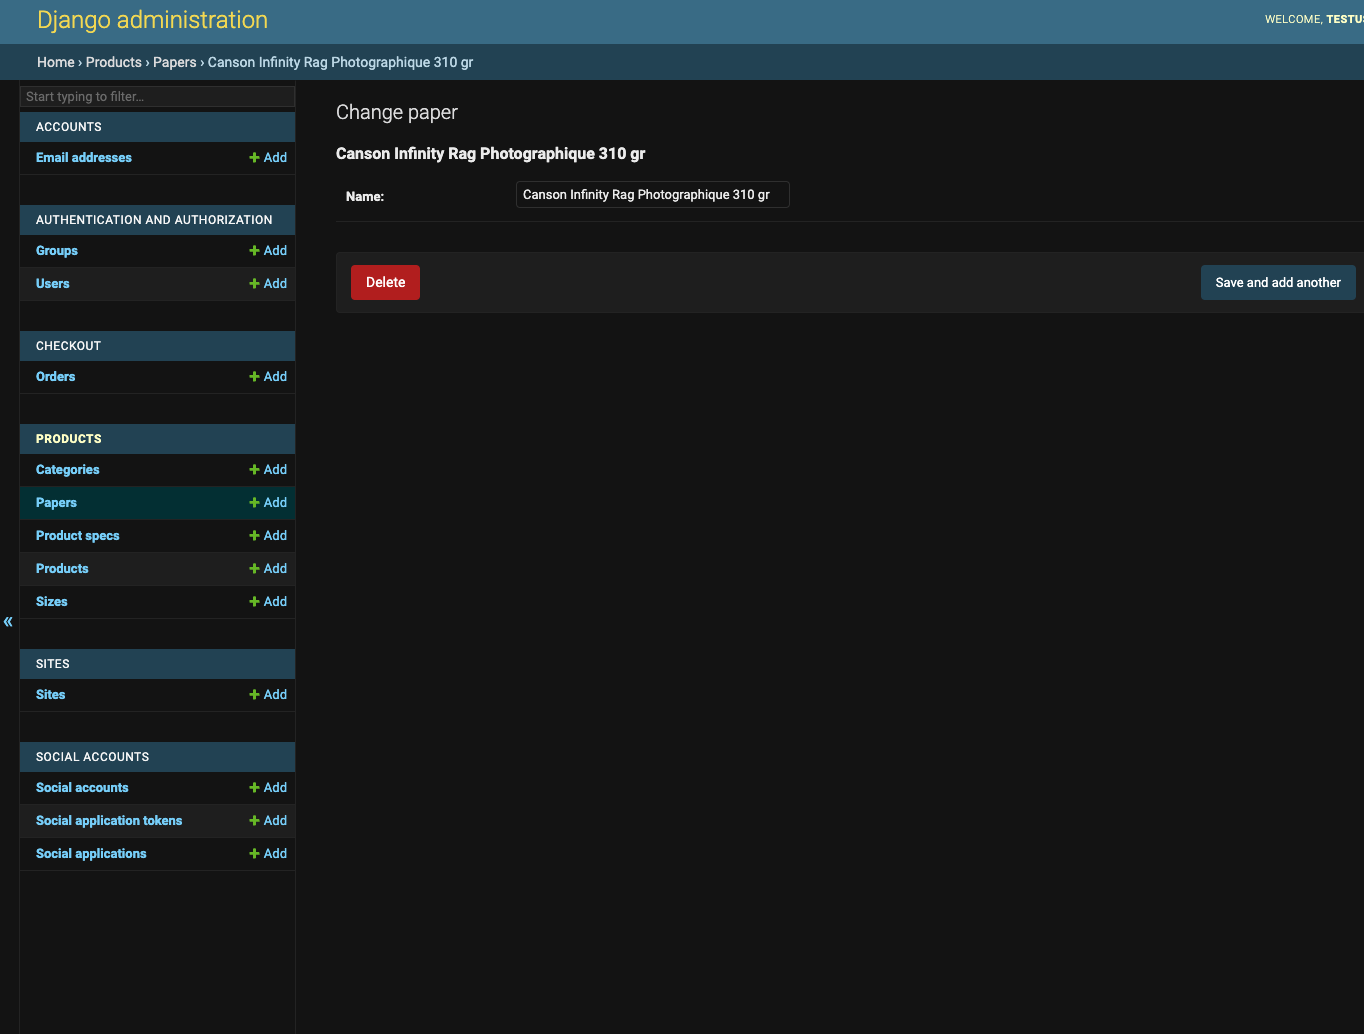 Django administration
WELCOME,
Home › Products › Papers › Canson Infinity Rag Photographique 310 gr
Start typing to filter...
ACCOUNTS
Email addresses + Add
AUTHENTICATION AND AUTHORIZATION
Groups + Add
Users + Add
CHECKOUT
Orders + Add
PRODUCTS
Categories + Add
Papers + Add
Product specs + Add
Products + Add
Sizes + Add
«
SITES
Sites + Add
SOCIAL ACCOUNTS
Social accounts + Add
Social application tokens + Add
Social applications + Add
Change paper
Canson Infinity Rag Photographique 310 gr
Name: Canson Infinity Rag Photographique 310 gr
Delete Save and add another